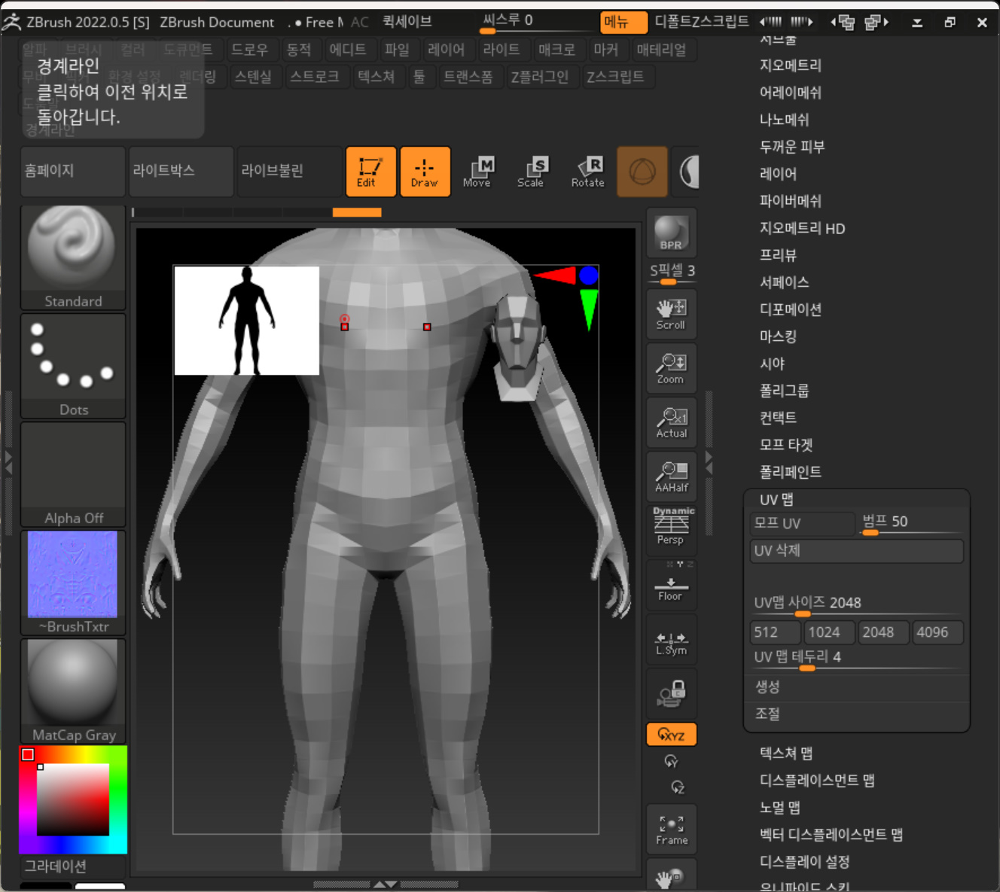 ZBrush 2022.0.5 [S] ZBrush Document . ● Free M AC 퀵세이브 씨스루 0 메뉴 디폴트Z스크립트
알파 브러시 컬러 도큐먼트 드로우 동적 에디트 파일 레이어 라이트 매크로 마커 매테리얼
무비 환경 설정 렌더링 스텐실 스트로크 텍스쳐 툴 트랜스폼 Z플러그인 Z스크립트
도움말
경계라인
경계라인
클릭하여 이전 위치로
돌아갑니다.
홈페이지 라이트박스 라이브불린 Edit Draw Move Scale Rotate
M S R
Standard
Dots
Alpha Off
~BrushTxtr
MatCap Gray
그라데이션
BPR
S픽셀 3
Scroll
Zoom
x1
Actual
AAHalf
Dynamic
Persp
X Y Z
Floor
L.Sym
XYZ
Y
Z
Frame
서브툴
지오메트리
어레이메쉬
나노메쉬
두꺼운 피부
레이어
파이버메쉬
지오메트리 HD
프리뷰
서페이스
디포메이션
마스킹
시야
폴리그룹
컨택트
모프 타겟
폴리페인트
UV 맵
모프 UV 범프 50
UV 삭제
UV맵 사이즈 2048
512 1024 2048 4096
UV 맵 테두리 4
생성
조절
텍스쳐 맵
디스플레이스먼트 맵
노멀 맵
벡터 디스플레이스먼트 맵
디스플레이 설정
유니파이드 스킨